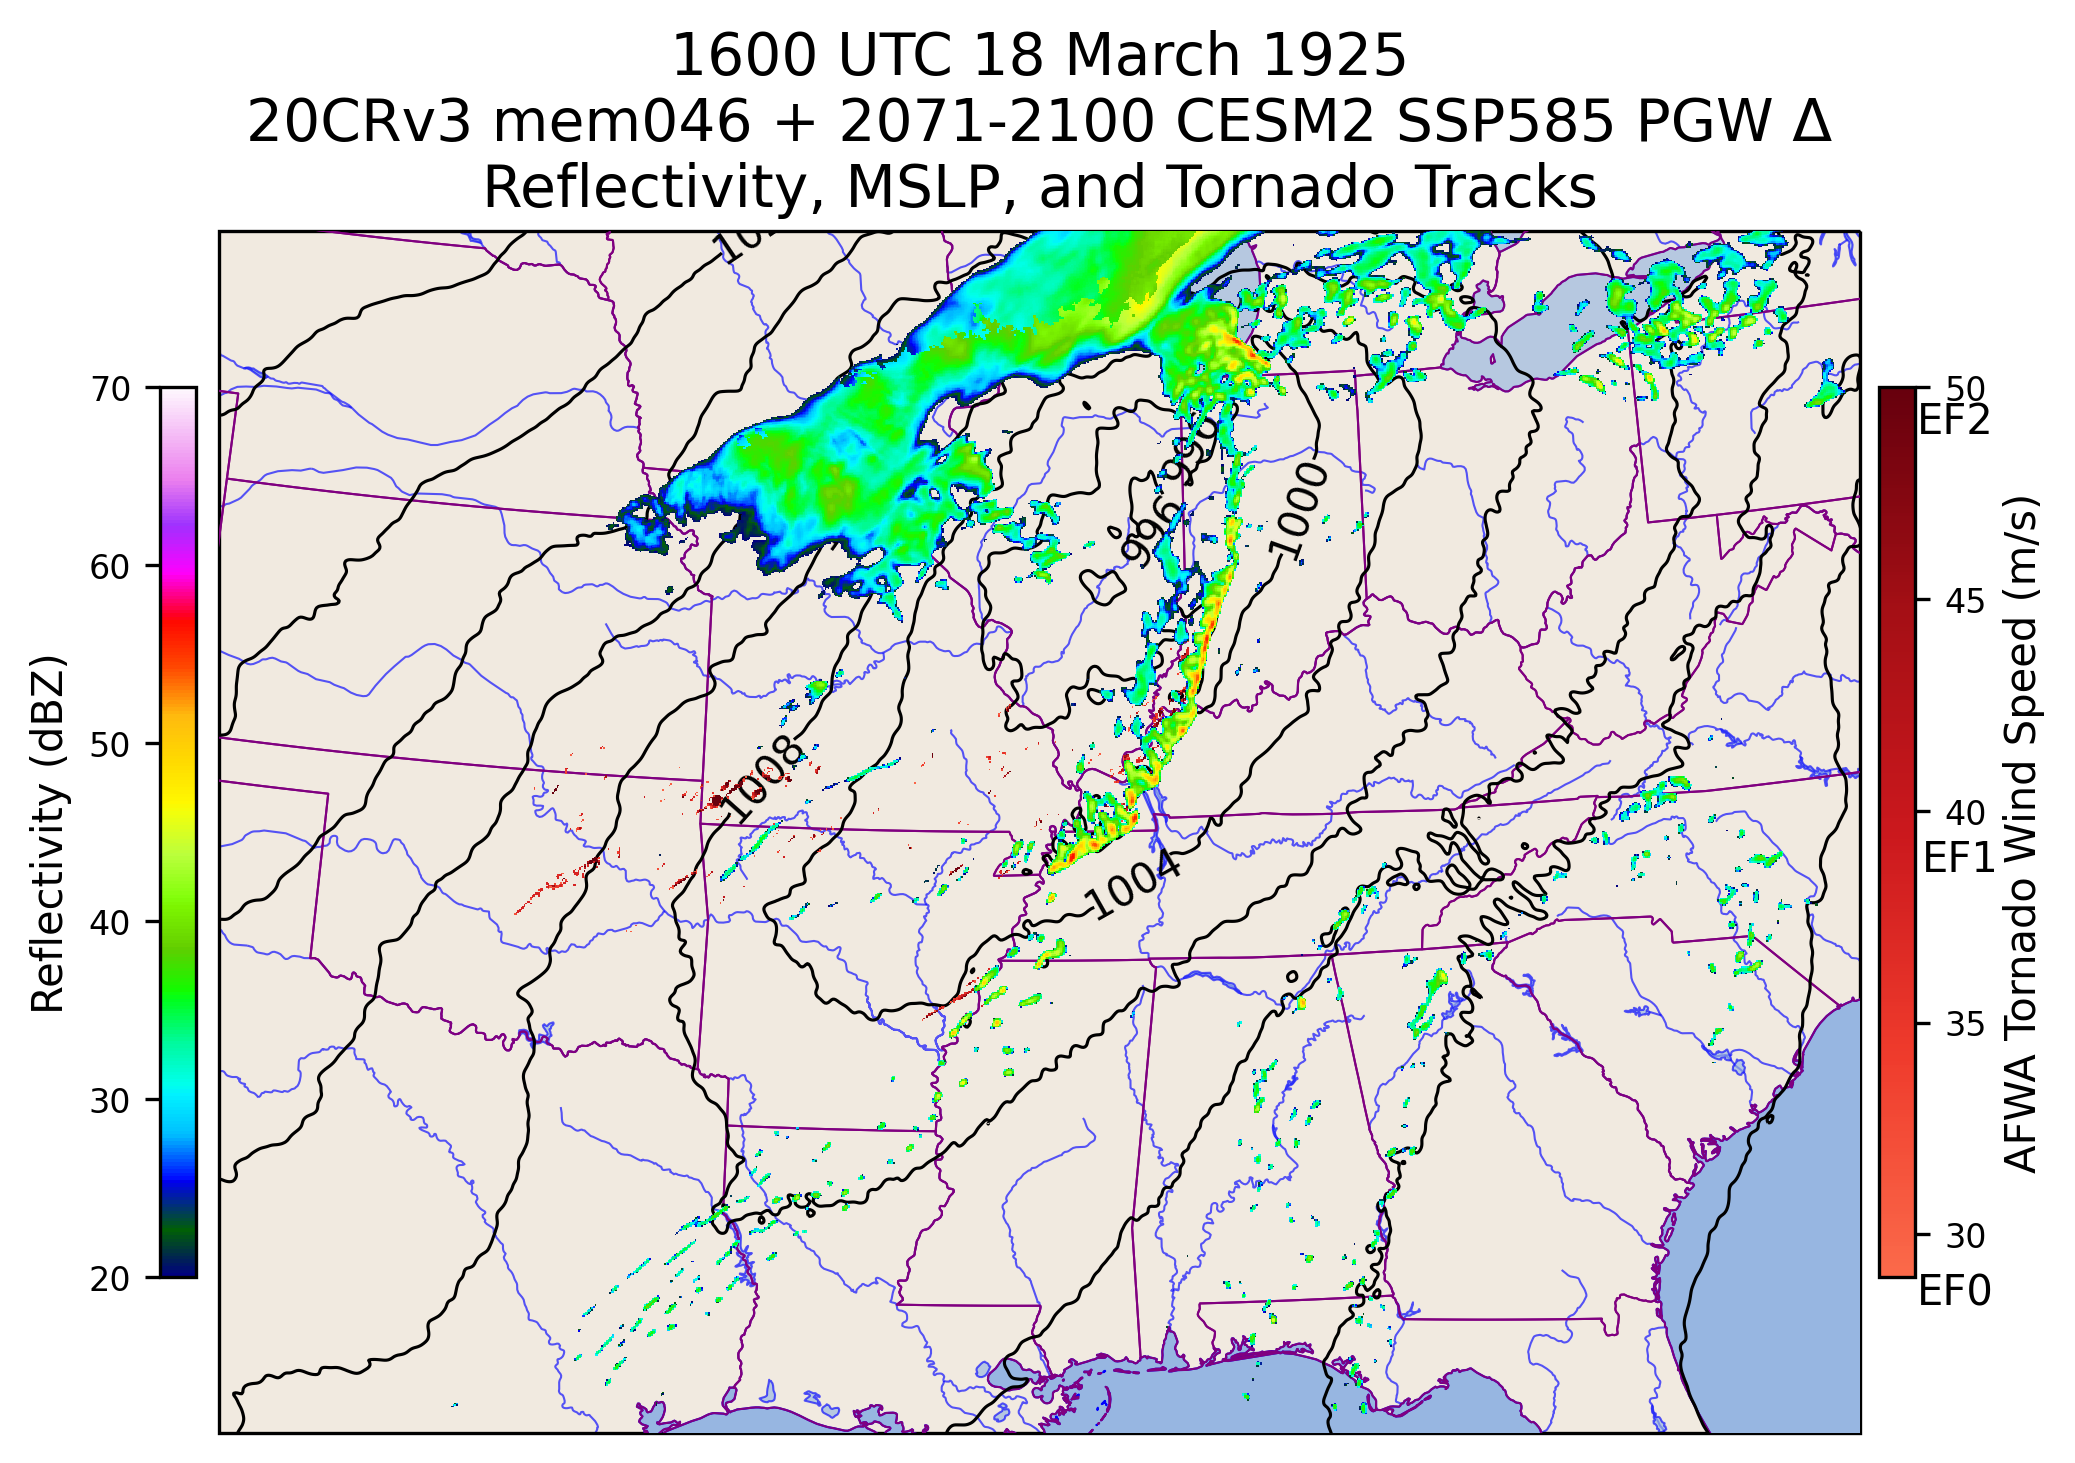 1600 UTC 18 March 1925
20CRv3 mem046 + 2071-2100 CESM2 SSP585 PGW Δ
Reflectivity, MSLP, and Tornado Tracks
70
60
50
40
30
20
Reflectivity (dBZ)
996
996
1000
1008
1004
50
EF2
45
40
EF1
35
30
EF0
AFWA Tornado Wind Speed (m/s)